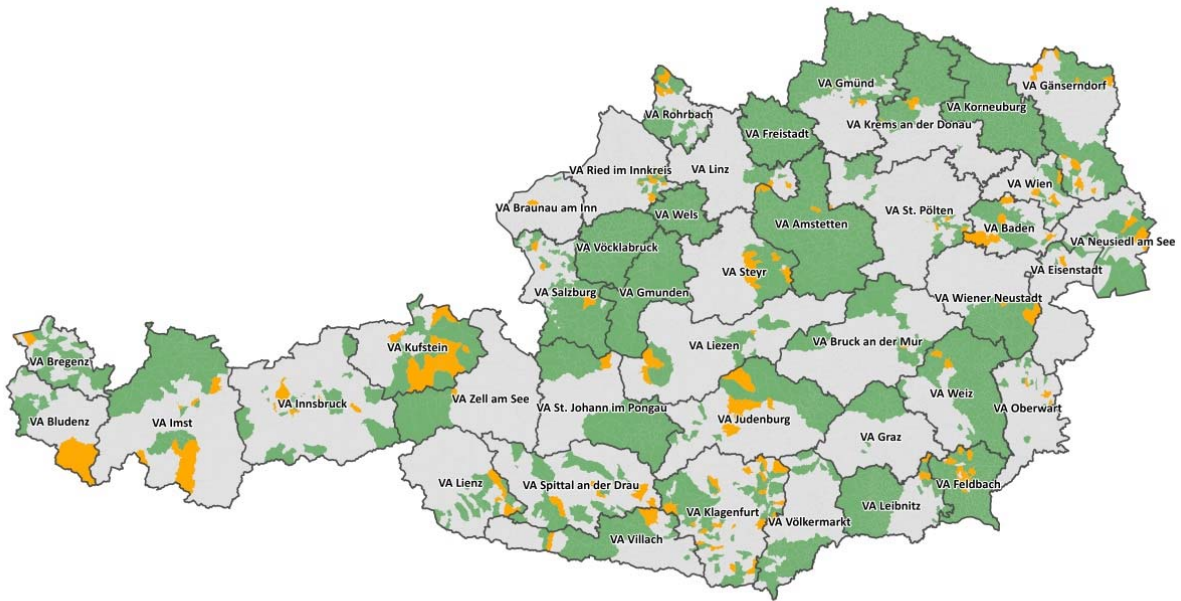 VA Gmünd
VA Gänserndorf
VA Korneuburg
VA Rohrbach
VA Krems an der Donau
VA Freistadt
VA Ried im Innkreis
VA Linz
VA Wien
VA Braunau am Inn
VA Wels
VA St. Pölten
VA Amstetten
VA Baden
VA Neusiedl am See
VA Vöcklabruck
VA Steyr
VA Eisenstadt
VA Salzburg
VA Gmunden
VA Wiener Neustadt
VA Kufstein
VA Liezen
VA Bruck an der Mur
VA Bregenz
VA Innsbruck
VA Zell am See
VA Weiz
VA Bludenz
VA Imst
VA St. Johann im Pongau
VA Judenburg
VA Oberwart
VA Graz
VA Lienz
VA Spittal an der Drau
VA Feldbach
VA Klagenfurt
VA Leibnitz
VA Völkermarkt
VA Villach